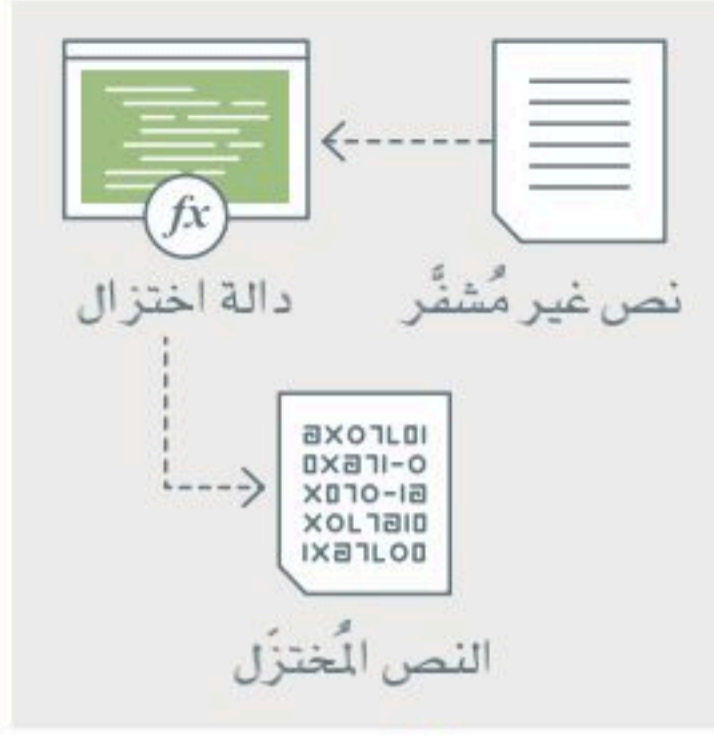 نص غير مُشفَّر
fx
دالة اختزال
النص المُختزَل